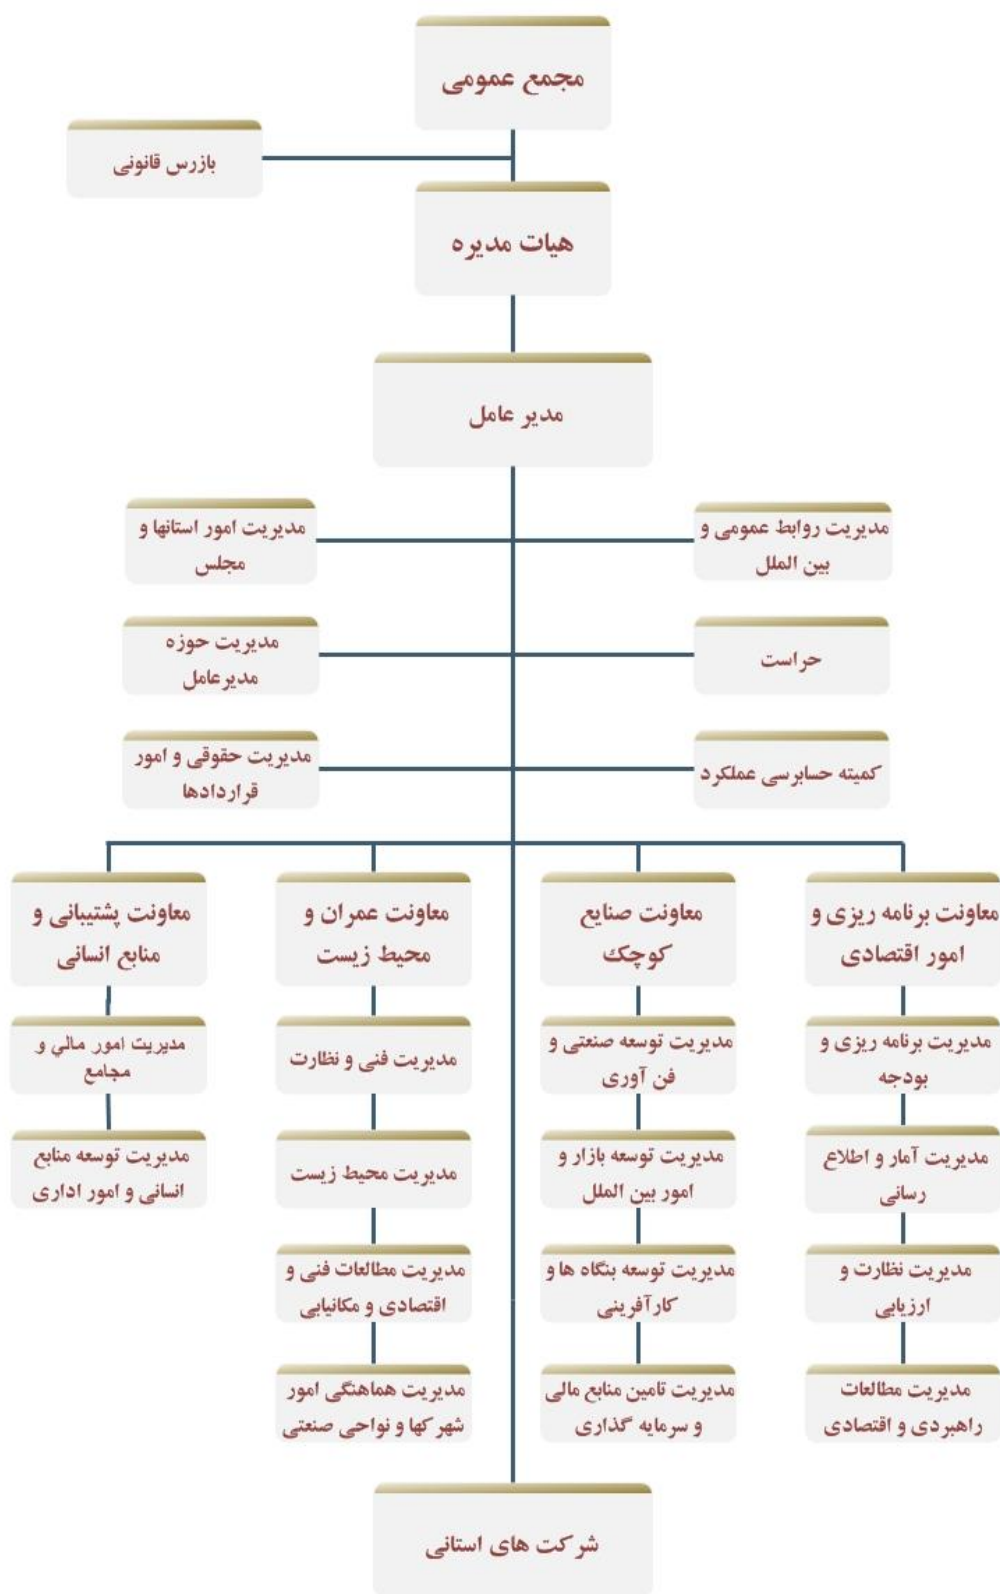 مجمع عمومی
بازرس قانونی
هیات مدیره
مدیر عامل
مدیریت روابط عمومی و
بین الملل
مدیریت امور استانها و
مجلس
حراست
مدیریت حوزه
مدیرعامل
کمیته حسابرسی عملکرد
مدیریت حقوقی و امور
قراردادها
معاونت برنامه ریزی و
امور اقتصادی
مدیریت برنامه ریزی و
بودجه
مدیریت آمار و اطلاع
رسانی
مدیریت نظارت و
ارزیابی
مدیریت مطالعات
راهبردی و اقتصادی
معاونت صنایع
کوچک
مدیریت توسعه صنعتی و
فن آوری
مدیریت توسعه بازار و
امور بین الملل
مدیریت توسعه بنگاه ها و
کارآفرینی
مدیریت تامین منابع مالی
و سرمایه گذاری
معاونت عمران و
محیط زیست
مدیریت فنی و نظارت
مدیریت محیط زیست
مدیریت مطالعات فنی و
اقتصادی و مکانیابی
مدیریت هماهنگی امور
شهرکها و نواحی صنعتی
معاونت پشتیبانی و
منابع انسانی
مدیریت امور مالي و
مجامع
مدیریت توسعه منابع
انسانی و امور اداری
شرکت های استانی